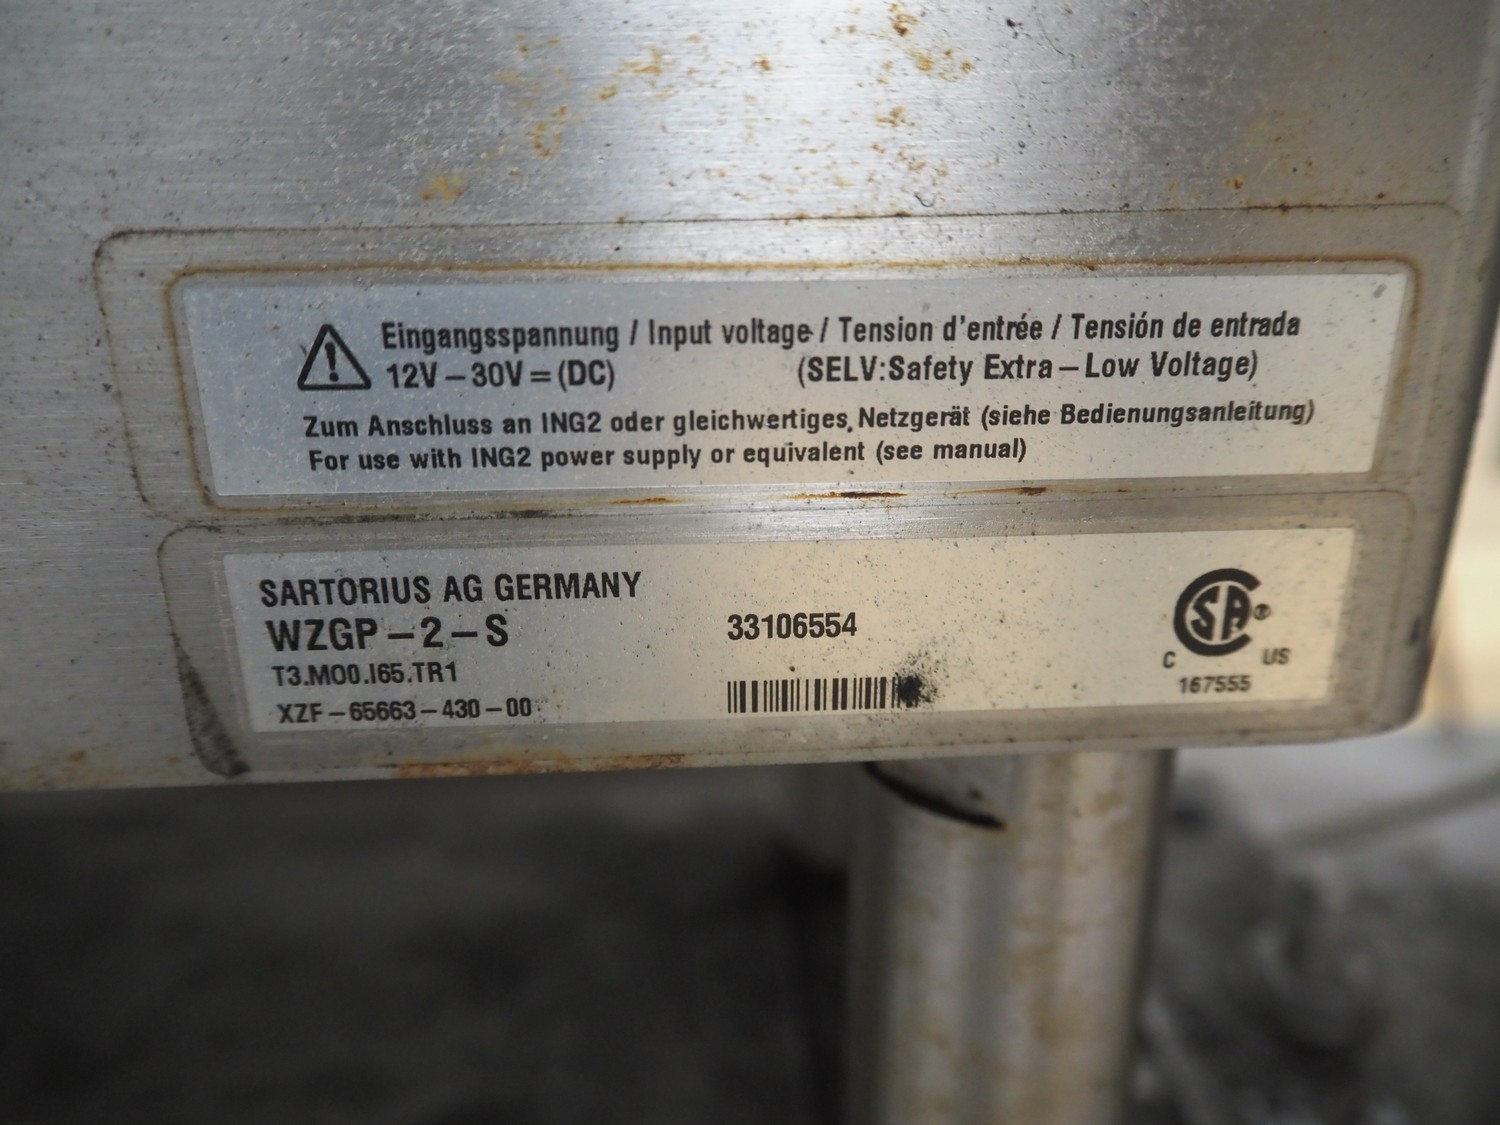 Eingangsspannung / Input voltage / Tension d'entrée / Tensión de entrada
12V – 30V = (DC) (SELV:Safety Extra – Low Voltage)
Zum Anschluss an ING2 oder gleichwertiges, Netzgerät (siehe Bedienungsanleitung)
For use with ING2 power supply or equivalent (see manual)
SARTORIUS AG GERMANY
WZGP – 2 – S
33106554
T3.MO0.I65.TR1
XZF – 65663 – 430 – 00
CSA ®
C US
167555